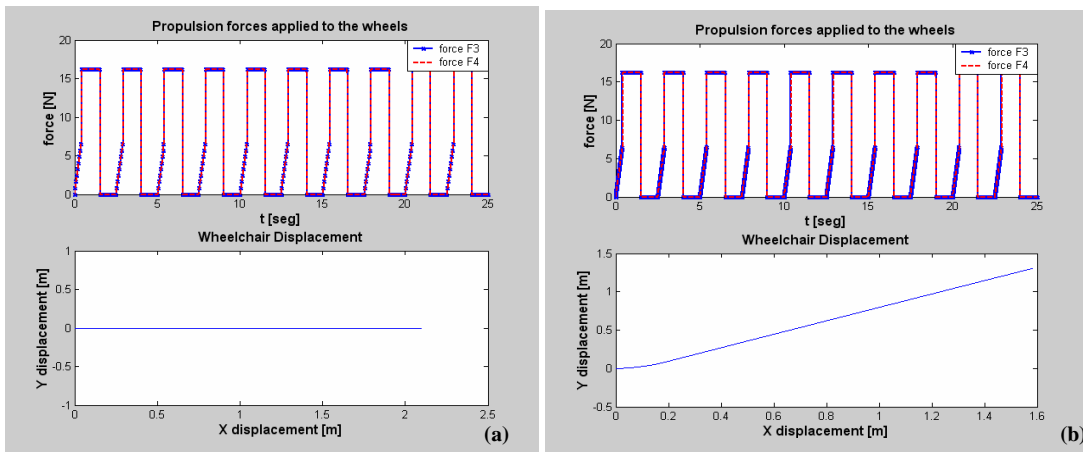 Propulsion forces applied to the wheels
20
15
10
5
0
force [N]
force F3
force F4
0 5 10 15 20 25
t [seg]
Wheelchair Displacement
1
0.5
0
-0.5
-1
Y displacement [m]
0 0.5 1 1.5 2 2.5
X displacement [m]
(a)
Propulsion forces applied to the wheels
20
15
10
5
0
force [N]
force F3
force F4
0 5 10 15 20 25
t [seg]
Wheelchair Displacement
1.5
1
0.5
0
-0.5
Y displacement [m]
0 0.2 0.4 0.6 0.8 1 1.2 1.4 1.6
X displacement [m]
(b)